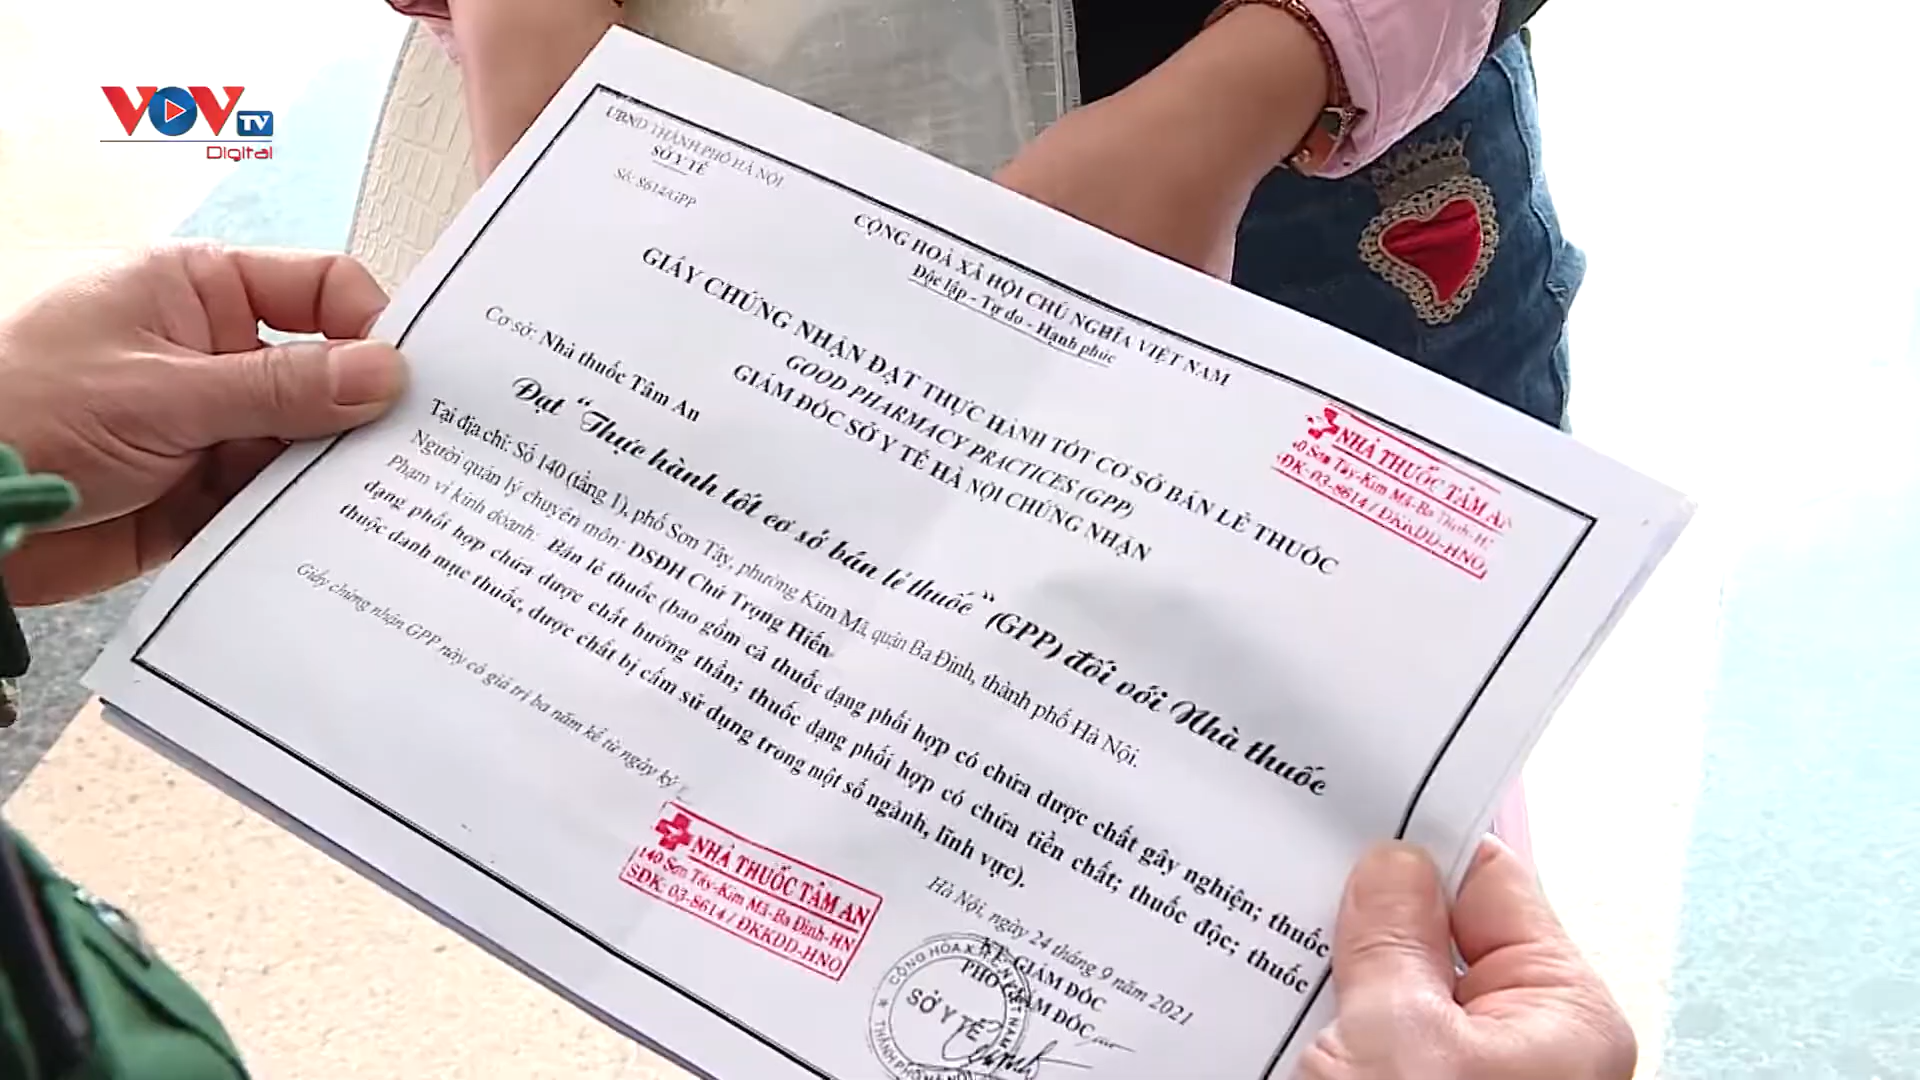 VOV TV
Digital
UBND THÀNH PHỐ HÀ NỘI
SỞ Y TẾ
Số: 8614/GPP
CỘNG HOÀ XÃ HỘI CHỦ NGHĨA VIỆT NAM
Độc lập - Tự do - Hạnh phúc
GIẤY CHỨNG NHẬN ĐẠT THỰC HÀNH TỐT CƠ SỞ BÁN LẺ THUỐC
GOOD PHARMACY PRACTICES (GPP)
GIÁM ĐỐC SỞ Y TẾ HÀ NỘI CHỨNG NHẬN
NHÀ THUỐC TÂM AN
40 Sơn Tây-Kim Mã-Ba Đình-H
ĐK: 03-8614 / ĐKKDD-HNO
Cơ sở: Nhà thuốc Tâm An
Đạt "Thực hành tốt cơ sở bán lẻ thuốc" (GPP) đối với Nhà thuốc
Tại địa chỉ: Số 140 (tầng 1), phố Sơn Tây, phường Kim Mã, quận Ba Đình, thành phố Hà Nội.
Người quản lý chuyên môn: DSĐH Chử Trọng Hiến
Phạm vi kinh doanh: Bán lẻ thuốc (bao gồm cả thuốc dạng phối hợp có chứa dược chất gây nghiện; thuốc
dạng phối hợp chứa dược chất hướng thần; thuốc dạng phối hợp có chứa tiền chất; thuốc độc; thuốc
thuộc danh mục thuốc, dược chất bị cấm sử dụng trong một số ngành, lĩnh vực).
Giấy chứng nhận GPP này có giá trị ba năm kể từ ngày ký
NHÀ THUỐC TÂM AN
140 Sơn Tây-Kim Mã-Ba Đình-HN
SĐK: 03-8614 / ĐKKDD-HNO
Hà Nội, ngày 24 tháng 9 năm 2021
KT. GIÁM ĐỐC
PHÓ GIÁM ĐỐC
SỞ Y TẾ